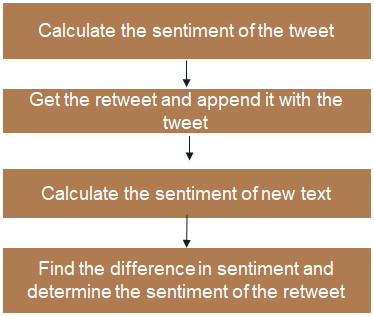 Calculate the sentiment of the tweet
Get the retweet and append it with the
tweet
Calculate the sentiment of new text
Find the difference in sentiment and
determine the sentiment of the retweet